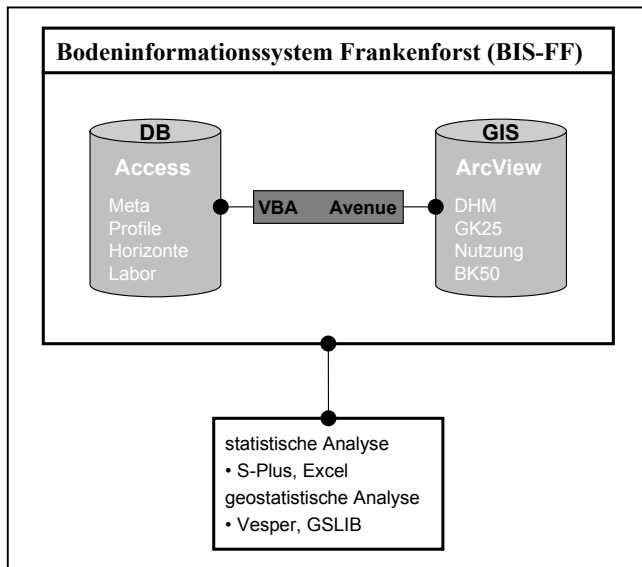 Bodeninformationssystem Frankenforst (BIS-FF)
DB
Access
Meta
Profile
Horizonte
Labor
VBA Avenue
GIS
ArcView
DHM
GK25
Nutzung
BK50
statistische Analyse
• S-Plus, Excel
geostatistische Analyse
• Vesper, GSLIB